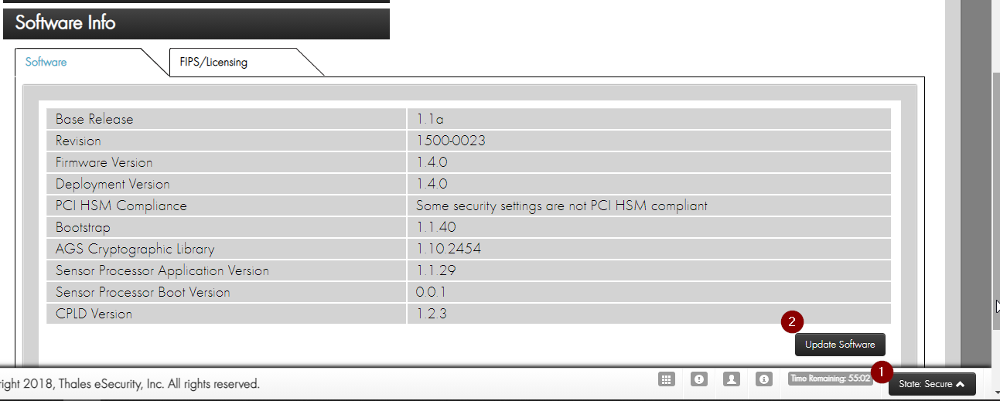 Software Info
Software FIPS/Licensing
Base Release 1.1a
Revision 1500-0023
Firmware Version 1.4.0
Deployment Version 1.4.0
PCI HSM Compliance Some security settings are not PCI HSM compliant
Bootstrap 1.1.40
AGS Cryptographic Library 1.10.2454
Sensor Processor Application Version 1.1.29
Sensor Processor Boot Version 0.0.1
CPLD Version 1.2.3
2
Update Software
right 2018, Thales eSecurity, Inc. All rights reserved. Time Remaining: 55:02 1 State: Secure